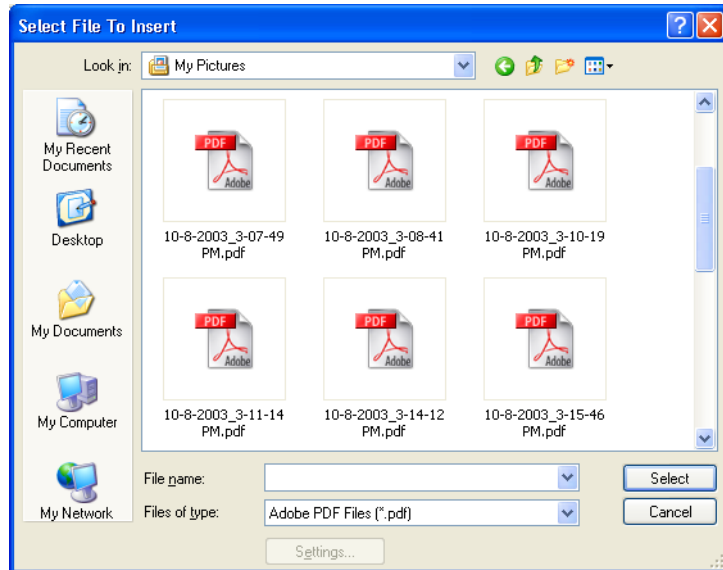 Select File To Insert
Look in: My Pictures
My Recent
Documents
Desktop
My Documents
My Computer
My Network
PDF
Adobe
PDF
Adobe
PDF
Adobe
10-8-2003_3-07-49
PM.pdf
10-8-2003_3-08-41
PM.pdf
10-8-2003_3-10-19
PM.pdf
PDF
Adobe
PDF
Adobe
PDF
Adobe
10-8-2003_3-11-14
PM.pdf
10-8-2003_3-14-12
PM.pdf
10-8-2003_3-15-46
PM.pdf
File name:
Select
Files of type: Adobe PDF Files (*.pdf)
Cancel
Settings...